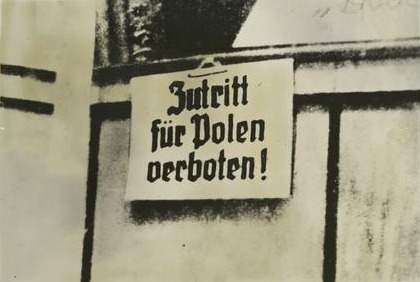 Zutritt
für Polen
verboten!